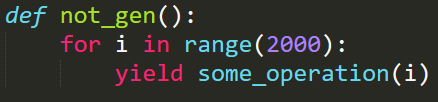 def not_gen():
    for i in range(2000):
        yield some_operation(i)